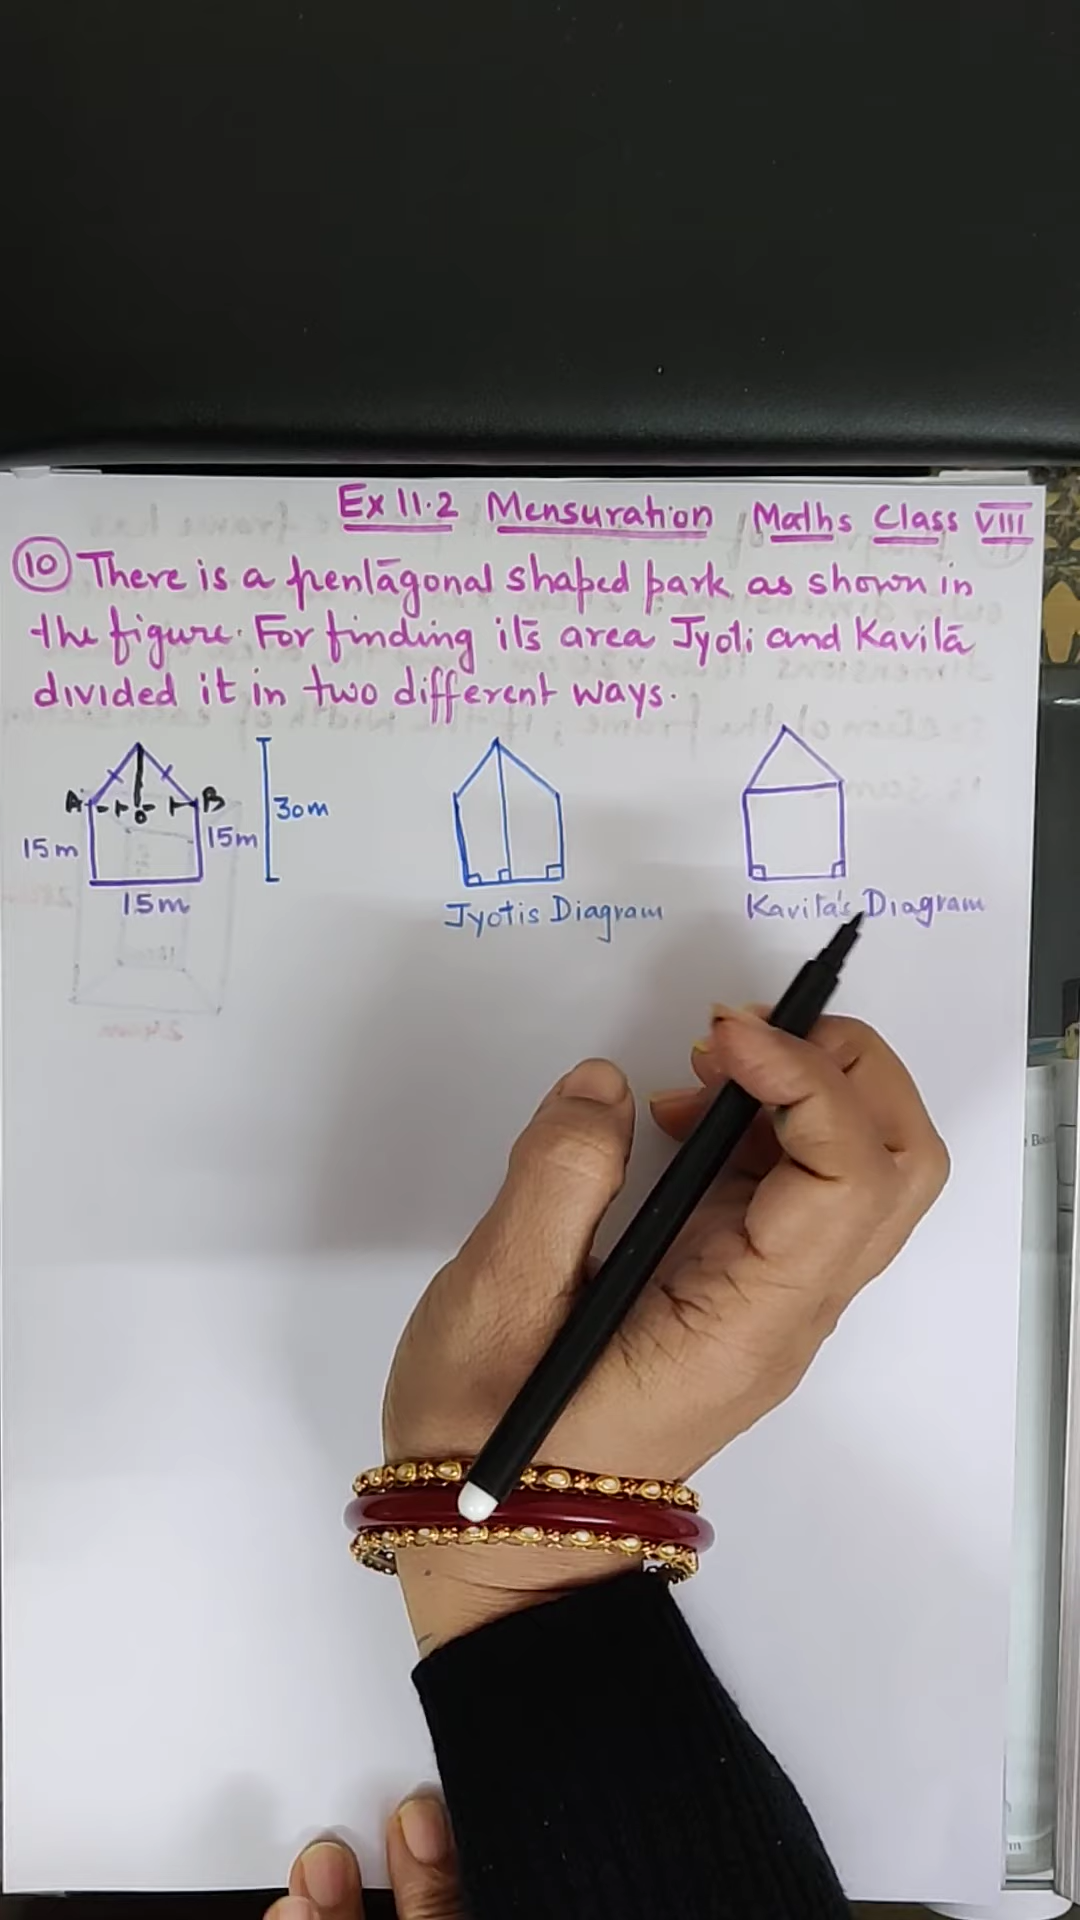 Ex 11.2 Mensuration Maths Class VIII
10 There is a pentagonal shaped park as shown in
the figure. For finding its area Jyoti and Kavita
divided it in two different ways.
A
B
O
15m
15m
30m
15m
Jyotis Diagram
Kavita's Diagram